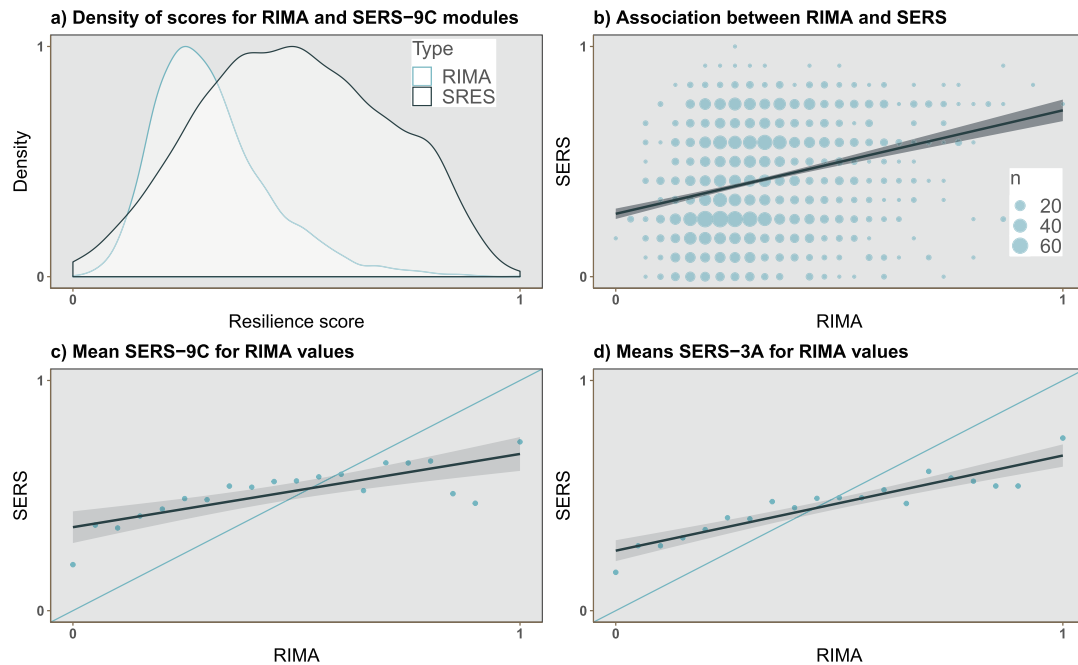 a) Density of scores for RIMA and SERS−9C modules
1
Density
0
Type
RIMA
SRES
0
1
Resilience score
b) Association between RIMA and SERS
1
SERS
0
n
20
40
60
0
1
RIMA
c) Mean SERS−9C for RIMA values
1
SERS
0
0
1
RIMA
d) Means SERS−3A for RIMA values
1
SERS
0
0
1
RIMA